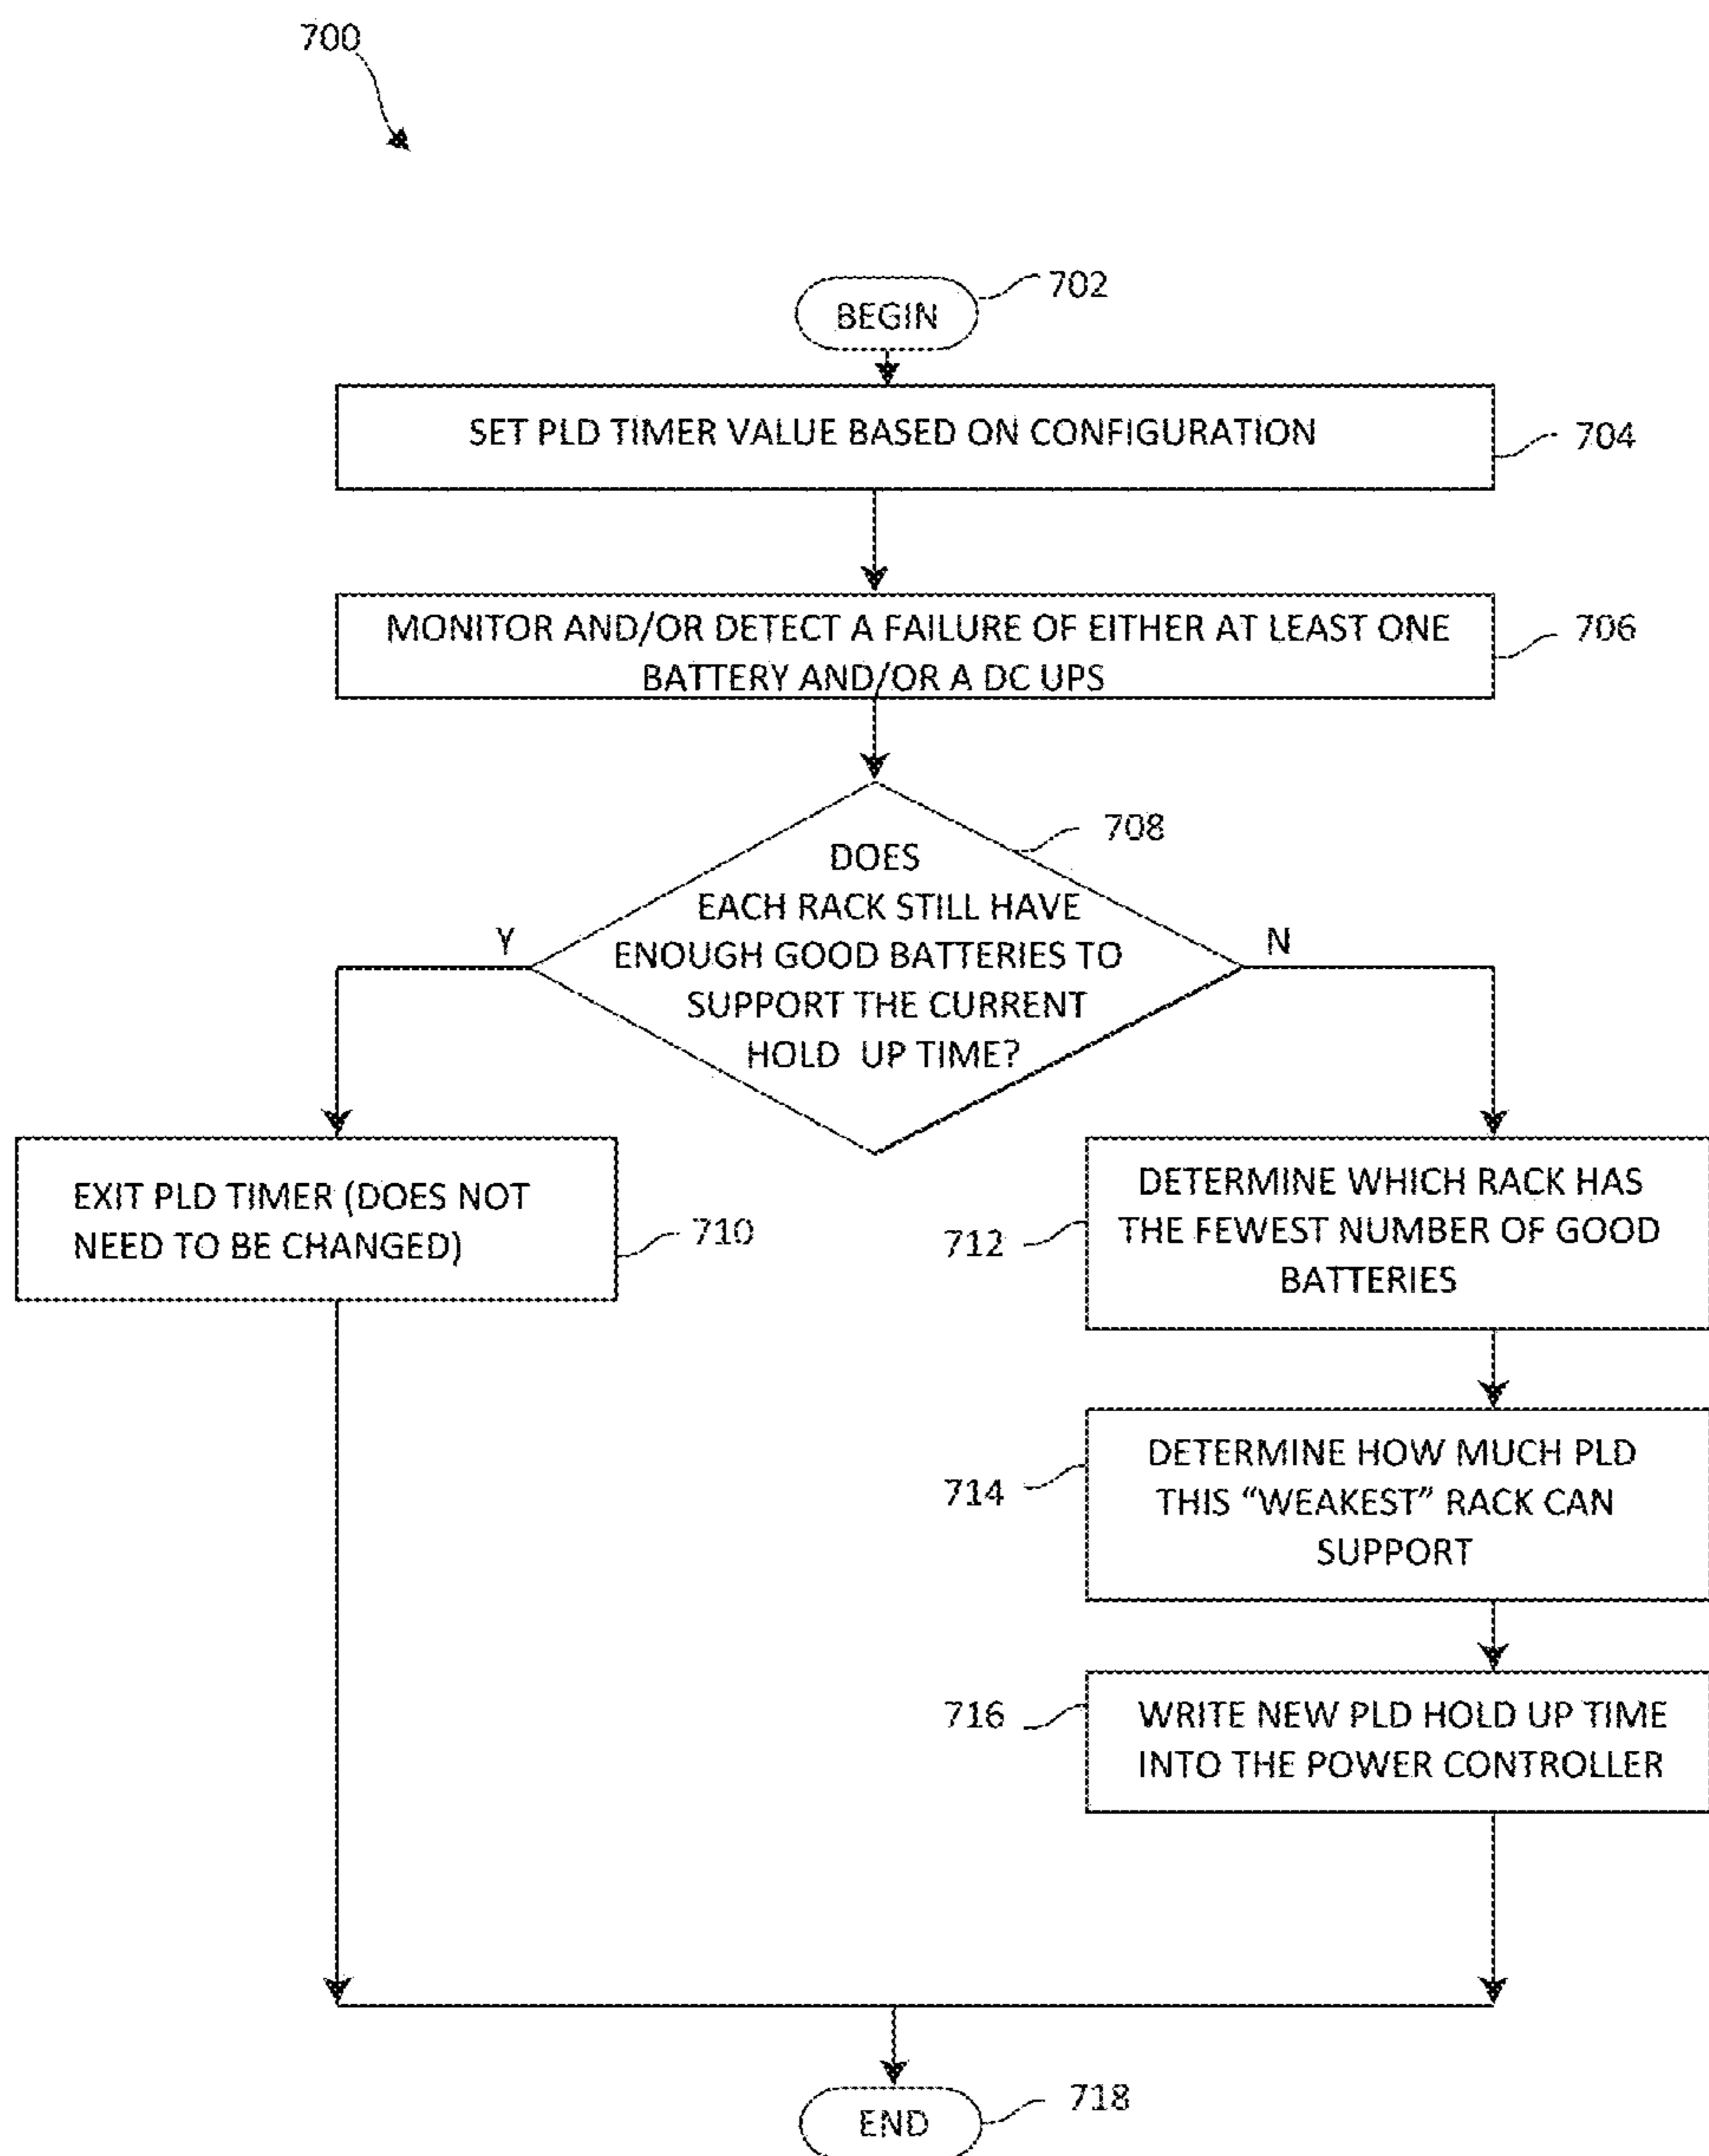 700
BEGIN
702
SET PLD TIMER VALUE BASED ON CONFIGURATION
704
MONITOR AND/OR DETECT A FAILURE OF EITHER AT LEAST ONE
BATTERY AND/OR A DC UPS
706
708
DOES
EACH RACK STILL HAVE
ENOUGH GOOD BATTERIES TO
SUPPORT THE CURRENT
HOLD UP TIME?
Y
N
EXIT PLD TIMER (DOES NOT
NEED TO BE CHANGED)
710
712
DETERMINE WHICH RACK HAS
THE FEWEST NUMBER OF GOOD
BATTERIES
714
DETERMINE HOW MUCH PLD
THIS “WEAKEST” RACK CAN
SUPPORT
716
WRITE NEW PLD HOLD UP TIME
INTO THE POWER CONTROLLER
END
718